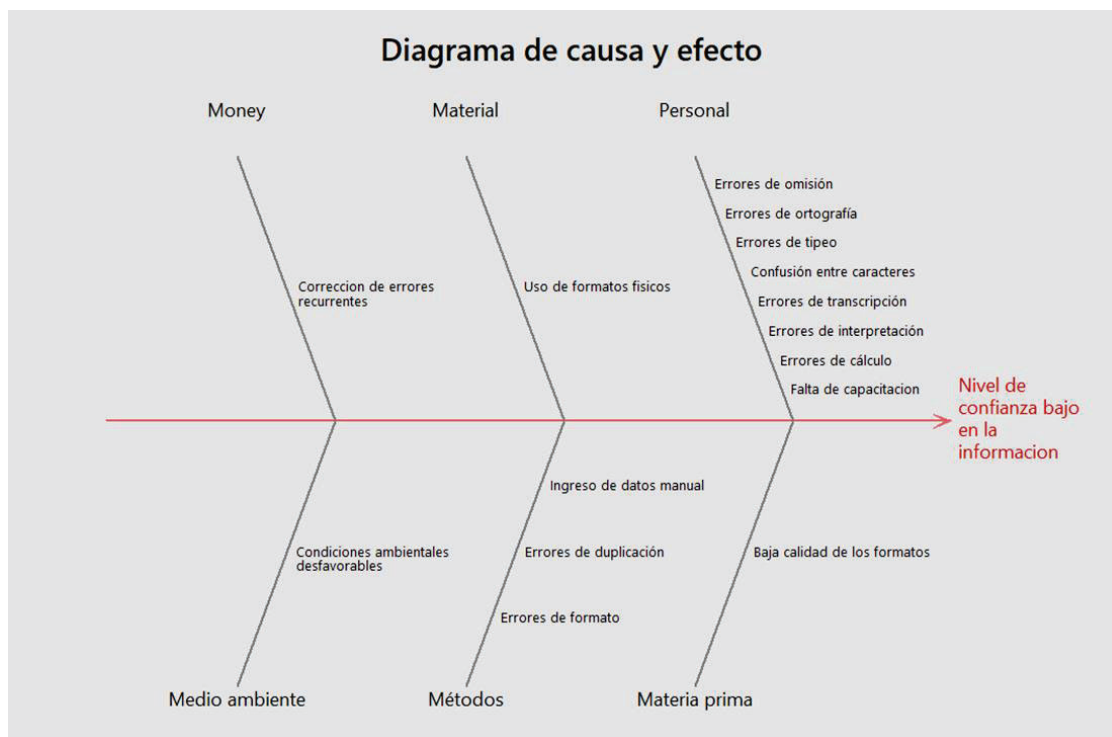 Diagrama de causa y efecto
Money
Material
Personal
Errores de omisión
Errores de ortografía
Errores de tipeo
Confusión entre caracteres
Errores de transcripción
Errores de interpretación
Errores de cálculo
Falta de capacitacion
Correccion de errores
recurrentes
Uso de formatos fisicos
Nivel de
confianza bajo
en la
informacion
Condiciones ambientales
desfavorables
Ingreso de datos manual
Errores de duplicación
Errores de formato
Baja calidad de los formatos
Medio ambiente
Métodos
Materia prima